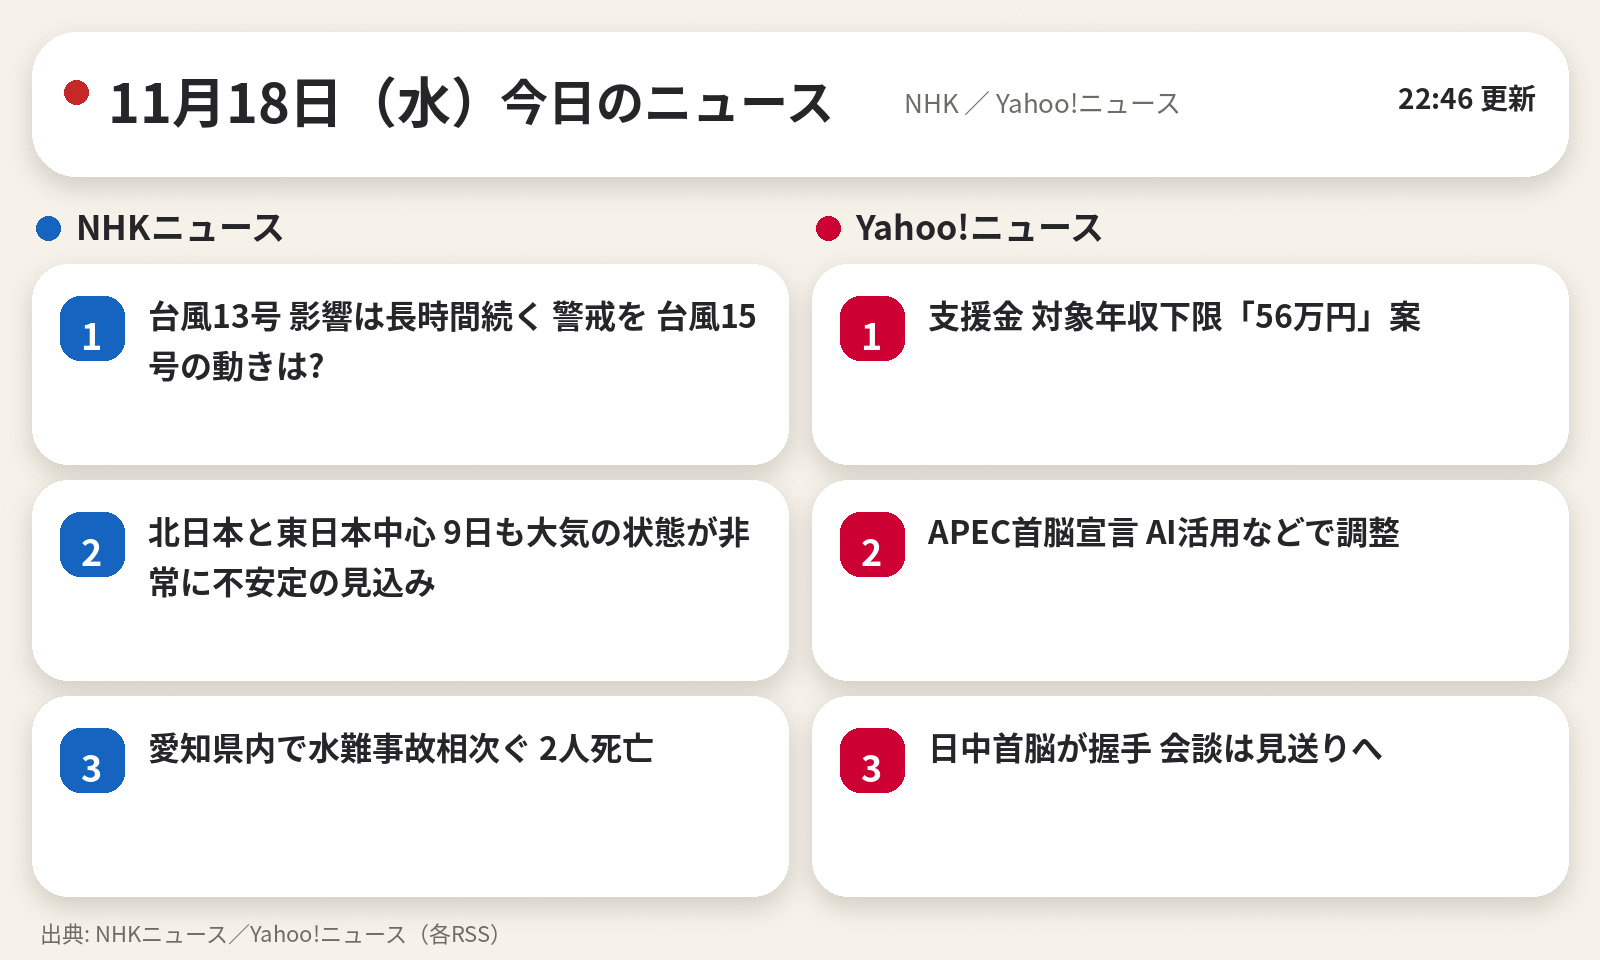 11月18日（水）今日のニュース
NHK ／ Yahoo!ニュース
22:46 更新
NHKニュース
1
台風13号 影響は長時間続く 警戒を 台風15
号の動きは?
2
北日本と東日本中心 9日も大気の状態が非
常に不安定の見込み
3
愛知県内で水難事故相次ぐ 2人死亡
Yahoo!ニュース
1
支援金 対象年収下限「56万円」案
2
APEC首脳宣言 AI活用などで調整
3
日中首脳が握手 会談は見送りへ
出典: NHKニュース／Yahoo!ニュース（各RSS）